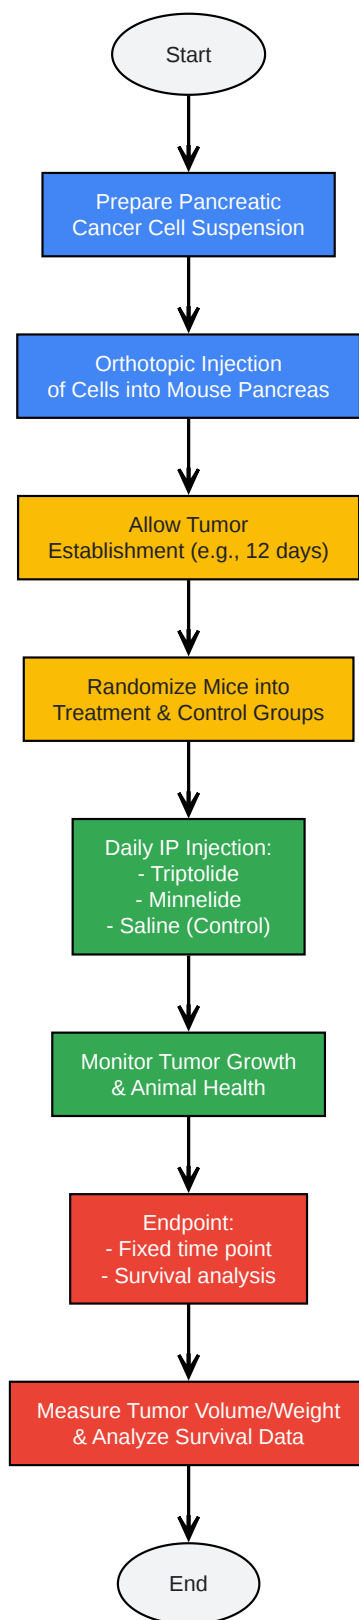 Start
Prepare Pancreatic
Cancer Cell Suspension
Orthotopic Injection
of Cells into Mouse Pancreas
Allow Tumor
Establishment (e.g., 12 days)
Randomize Mice into
Treatment & Control Groups
Daily IP Injection:
- Triptolide
- Minnelide
- Saline (Control)
Monitor Tumor Growth
& Animal Health
Endpoint:
- Fixed time point
- Survival analysis
Measure Tumor Volume/Weight
& Analyze Survival Data
End